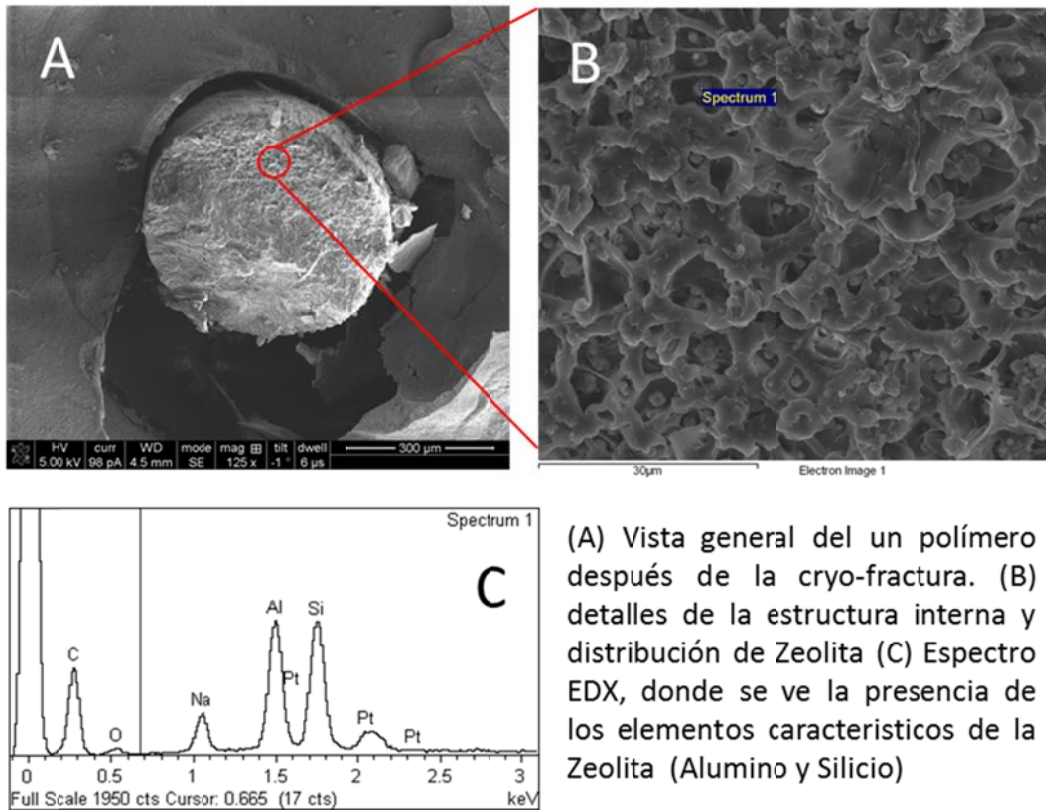 A
B
Spectrum 1
HV curr WD mode mag tilt dwell
5.00 kV 98 pA 4.5 mm SE 125 x -1 ° 6 µs 300 µm
30µm Electron Image 1
Spectrum 1
C
C O Na Al Pt Si Pt Pt
0 0.5 1 1.5 2 2.5 3
Full Scale 1950 cts Cursor: 0.665 (17 cts) keV
(A) Vista general del un polímero
después de la cryo-fractura. (B)
detalles de la estructura interna y
distribución de Zeolita (C) Espectro
EDX, donde se ve la presencia de
los elementos caracteristicos de la
Zeolita (Alumino y Silicio)